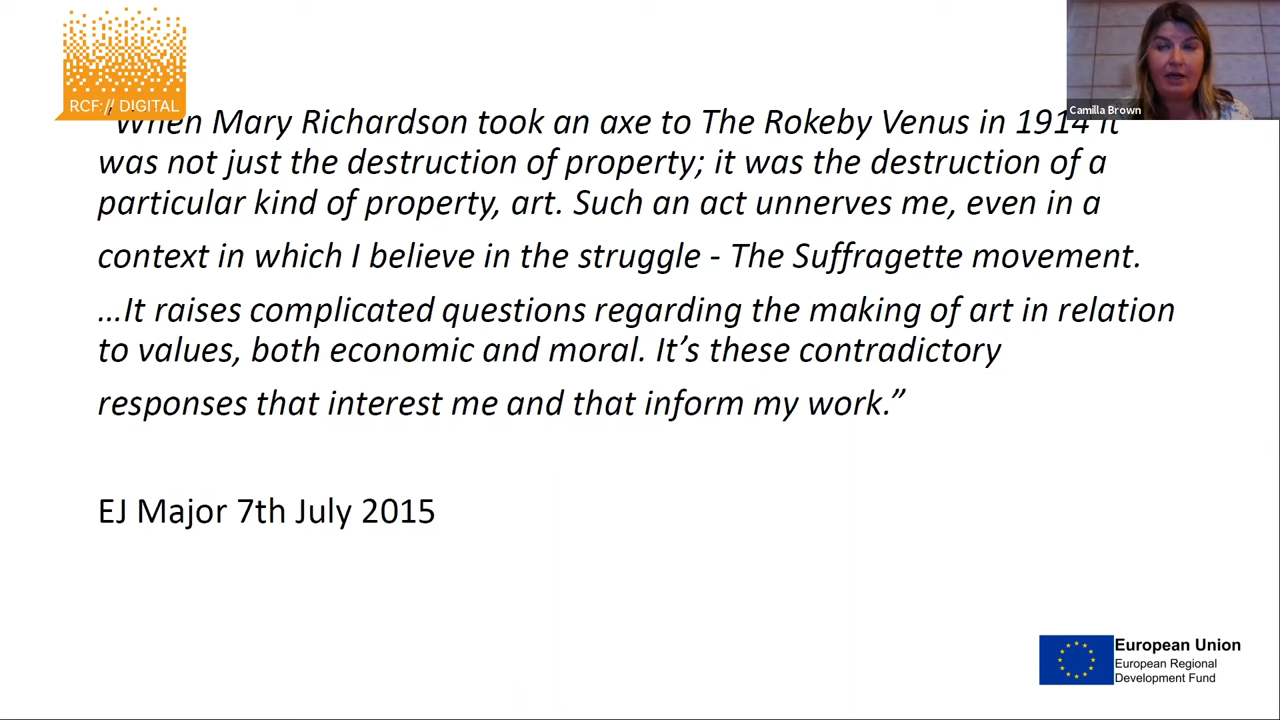 RCF:// DIGITAL
Camilla Brown
"When Mary Richardson took an axe to The Rokeby Venus in 1914 it
was not just the destruction of property; it was the destruction of a
particular kind of property, art. Such an act unnerves me, even in a
context in which I believe in the struggle - The Suffragette movement.
…It raises complicated questions regarding the making of art in relation
to values, both economic and moral. It’s these contradictory
responses that interest me and that inform my work.”
EJ Major 7th July 2015
European Union
European Regional
Development Fund